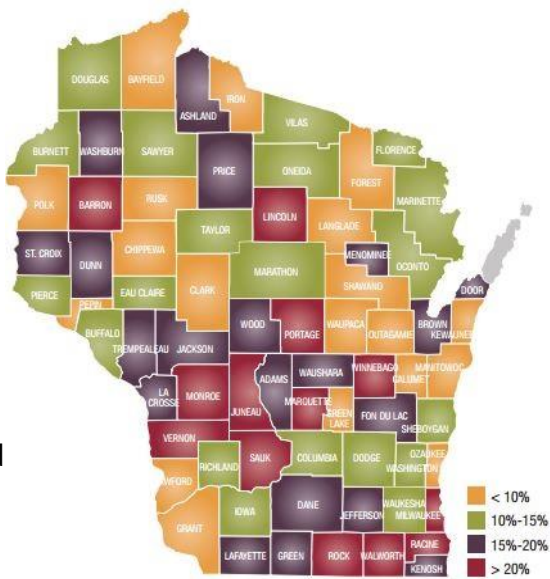 DOUGLAS
BAYFIELD
ASHLAND
IRON
VILAS
BURNETT
WASHBURN
SAWYER
PRICE
ONEIDA
FLORENCE
FOREST
MARINETTE
POLK
BARRON
RUSK
LINCOLN
LANGLADE
TAYLOR
ST. CROIX
DUNN
CHIPPEWA
MARATHON
MENOMINEE
OCONTO
SHAWANO
PIERCE
PEPIN
EAU CLAIRE
CLARK
DOOR
BUFFALO
TREMPEALEAU
JACKSON
WOOD
PORTAGE
WAUPACA
OUTAGAMIE
BROWN
KEWAUNEE
LA
CROSSE
MONROE
JUNEAU
ADAMS
WAUSHARA
MARQUETTE
GREEN
LAKE
WINNEBAGO
CALUMET
MANITOWOC
FOND DU LAC
SHEBOYGAN
VERNON
RICHLAND
SAUK
COLUMBIA
DODGE
OZAUKEE
WASHINGTON
WFORD
GRANT
IOWA
DANE
JEFFERSON
WAUKESHA
MILWAUKEE
LAFAYETTE
GREEN
ROCK
WALWORTH
RACINE
KENOSH
< 10%
10%-15%
15%-20%
> 20%